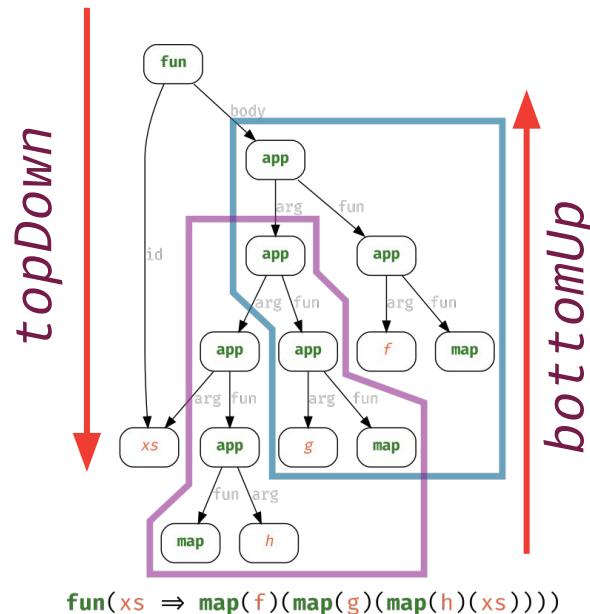 topDown
fun
body
app
arg fun
id
app app
arg fun arg fun
app app f map
arg fun arg fun
xs app g map
fun arg
map h
bottomUp
fun(xs ⇒ map(f)(map(g)(map(h)(xs))))